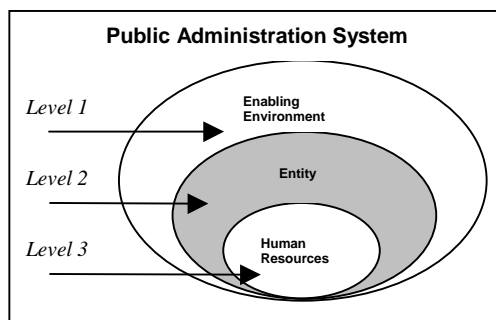 Public Administration System
Level 1
Enabling
Environment
Level 2
Entity
Level 3
Human
Resources